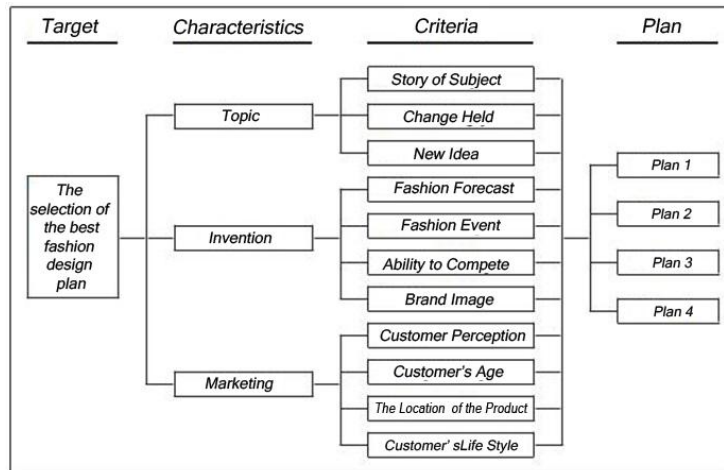 Target
Characteristics
Criteria
Plan
The
selection of
the best
fashion
design
plan
Topic
Invention
Marketing
Story of Subject
Change Held
New Idea
Fashion Forecast
Fashion Event
Ability to Compete
Brand Image
Customer Perception
Customer's Age
The Location of the Product
Customer' sLife Style
Plan 1
Plan 2
Plan 3
Plan 4